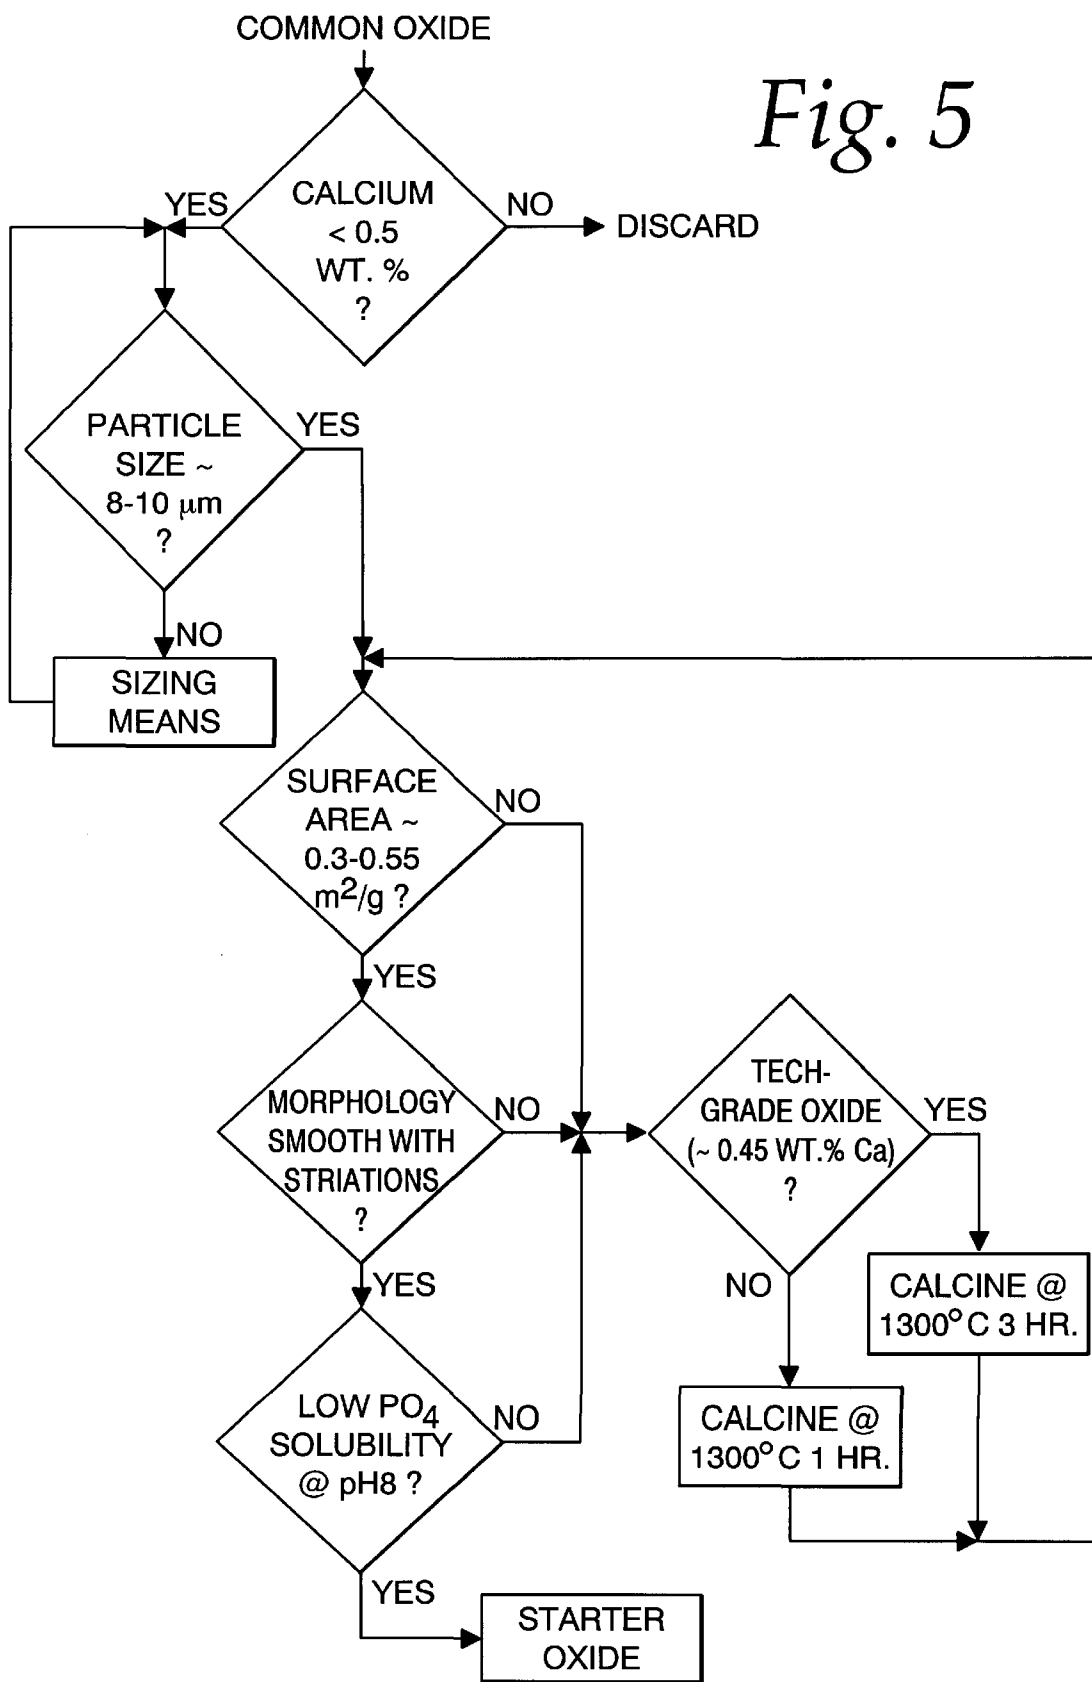 COMMON OXIDE
Fig. 5
CALCIUM
< 0.5
WT. %
?
YES
NO
DISCARD
PARTICLE
SIZE ~
8-10 μm
?
YES
NO
SIZING
MEANS
SURFACE
AREA ~
0.3-0.55
m²/g ?
NO
YES
MORPHOLOGY
SMOOTH WITH
STRIATIONS
?
NO
YES
TECH-
GRADE OXIDE
(~ 0.45 WT.% Ca)
?
YES
NO
CALCINE @
1300°C 3 HR.
CALCINE @
1300°C 1 HR.
LOW PO₄
SOLUBILITY
@ pH8 ?
NO
YES
STARTER
OXIDE